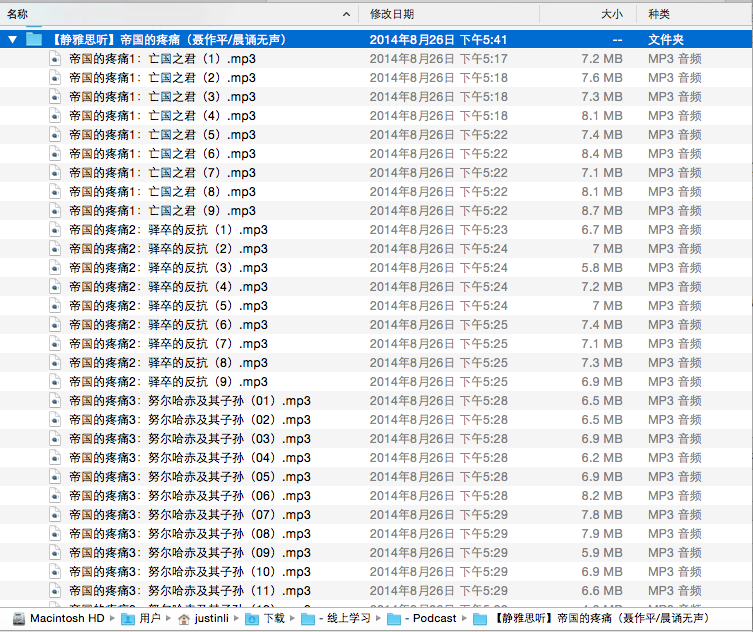 名称 修改日期 大小 种类
【静雅思听】帝国的疼痛（聂作平/晨诵无声） 2014年8月26日 下午5:41 -- 文件夹
帝国的疼痛1：亡国之君（1）.mp3 2014年8月26日 下午5:17 7.2 MB MP3 音频
帝国的疼痛1：亡国之君（2）.mp3 2014年8月26日 下午5:18 7.6 MB MP3 音频
帝国的疼痛1：亡国之君（3）.mp3 2014年8月26日 下午5:18 7.3 MB MP3 音频
帝国的疼痛1：亡国之君（4）.mp3 2014年8月26日 下午5:18 8.1 MB MP3 音频
帝国的疼痛1：亡国之君（5）.mp3 2014年8月26日 下午5:22 7.4 MB MP3 音频
帝国的疼痛1：亡国之君（6）.mp3 2014年8月26日 下午5:22 8.4 MB MP3 音频
帝国的疼痛1：亡国之君（7）.mp3 2014年8月26日 下午5:22 7.1 MB MP3 音频
帝国的疼痛1：亡国之君（8）.mp3 2014年8月26日 下午5:22 8.1 MB MP3 音频
帝国的疼痛1：亡国之君（9）.mp3 2014年8月26日 下午5:22 8.7 MB MP3 音频
帝国的疼痛2：驿卒的反抗（1）.mp3 2014年8月26日 下午5:23 6.7 MB MP3 音频
帝国的疼痛2：驿卒的反抗（2）.mp3 2014年8月26日 下午5:24 7 MB MP3 音频
帝国的疼痛2：驿卒的反抗（3）.mp3 2014年8月26日 下午5:24 5.8 MB MP3 音频
帝国的疼痛2：驿卒的反抗（4）.mp3 2014年8月26日 下午5:24 7.2 MB MP3 音频
帝国的疼痛2：驿卒的反抗（5）.mp3 2014年8月26日 下午5:24 7 MB MP3 音频
帝国的疼痛2：驿卒的反抗（6）.mp3 2014年8月26日 下午5:25 7.4 MB MP3 音频
帝国的疼痛2：驿卒的反抗（7）.mp3 2014年8月26日 下午5:25 7.1 MB MP3 音频
帝国的疼痛2：驿卒的反抗（8）.mp3 2014年8月26日 下午5:25 7.3 MB MP3 音频
帝国的疼痛2：驿卒的反抗（9）.mp3 2014年8月26日 下午5:25 6.9 MB MP3 音频
帝国的疼痛3：努尔哈赤及其子孙（01）.mp3 2014年8月26日 下午5:28 6.5 MB MP3 音频
帝国的疼痛3：努尔哈赤及其子孙（02）.mp3 2014年8月26日 下午5:28 6.5 MB MP3 音频
帝国的疼痛3：努尔哈赤及其子孙（03）.mp3 2014年8月26日 下午5:28 6.9 MB MP3 音频
帝国的疼痛3：努尔哈赤及其子孙（04）.mp3 2014年8月26日 下午5:28 6.2 MB MP3 音频
帝国的疼痛3：努尔哈赤及其子孙（05）.mp3 2014年8月26日 下午5:28 6.9 MB MP3 音频
帝国的疼痛3：努尔哈赤及其子孙（06）.mp3 2014年8月26日 下午5:28 8.2 MB MP3 音频
帝国的疼痛3：努尔哈赤及其子孙（07）.mp3 2014年8月26日 下午5:29 7.8 MB MP3 音频
帝国的疼痛3：努尔哈赤及其子孙（08）.mp3 2014年8月26日 下午5:29 7.9 MB MP3 音频
帝国的疼痛3：努尔哈赤及其子孙（09）.mp3 2014年8月26日 下午5:29 5.9 MB MP3 音频
帝国的疼痛3：努尔哈赤及其子孙（10）.mp3 2014年8月26日 下午5:29 6.9 MB MP3 音频
帝国的疼痛3：努尔哈赤及其子孙（11）.mp3 2014年8月26日 下午5:29 6.6 MB MP3 音频
Macintosh HD 用户 justinli 下载 - 线上学习 - Podcast 【静雅思听】帝国的疼痛（聂作平/晨诵无声）